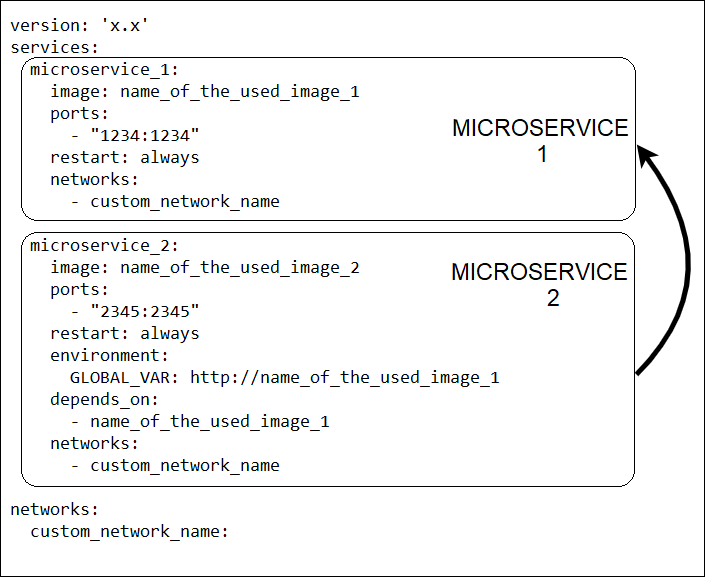 version: 'x.x'
services:
  microservice_1:
    image: name_of_the_used_image_1
    ports:
      - "1234:1234"
    restart: always
    networks:
      - custom_network_name
MICROSERVICE
1
  microservice_2:
    image: name_of_the_used_image_2
    ports:
      - "2345:2345"
    restart: always
    environment:
      GLOBAL_VAR: http://name_of_the_used_image_1
    depends_on:
      - name_of_the_used_image_1
    networks:
      - custom_network_name
MICROSERVICE
2
networks:
  custom_network_name: